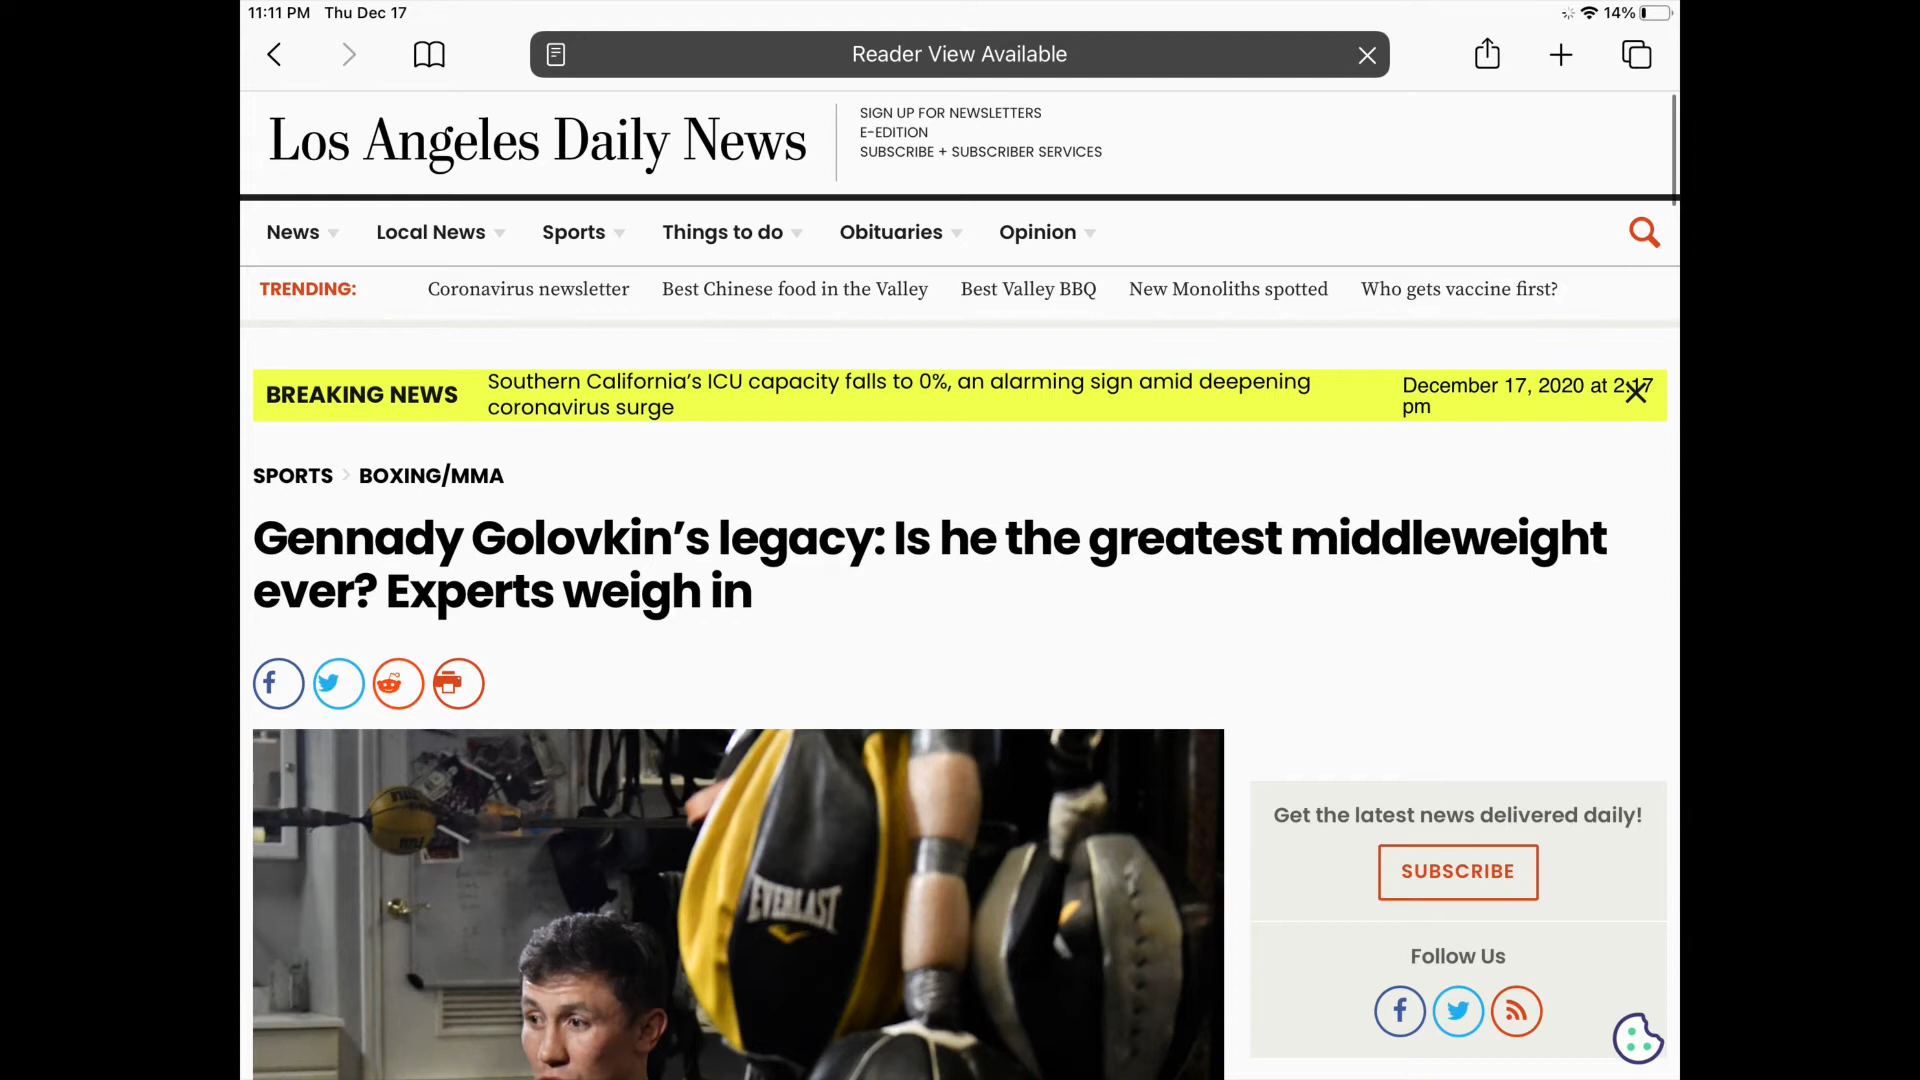 11:11 PM Thu Dec 17
14%
Reader View Available
Los Angeles Daily News
SIGN UP FOR NEWSLETTERS
E-EDITION
SUBSCRIBE + SUBSCRIBER SERVICES
News Local News Sports Things to do Obituaries Opinion
TRENDING: Coronavirus newsletter Best Chinese food in the Valley Best Valley BBQ New Monoliths spotted Who gets vaccine first?
BREAKING NEWS
Southern California's ICU capacity falls to 0%, an alarming sign amid deepening
coronavirus surge
December 17, 2020 at 2:17
pm
SPORTS > BOXING/MMA
Gennady Golovkin’s legacy: Is he the greatest middleweight
ever? Experts weigh in
EVERLAST
Get the latest news delivered daily!
SUBSCRIBE
Follow Us